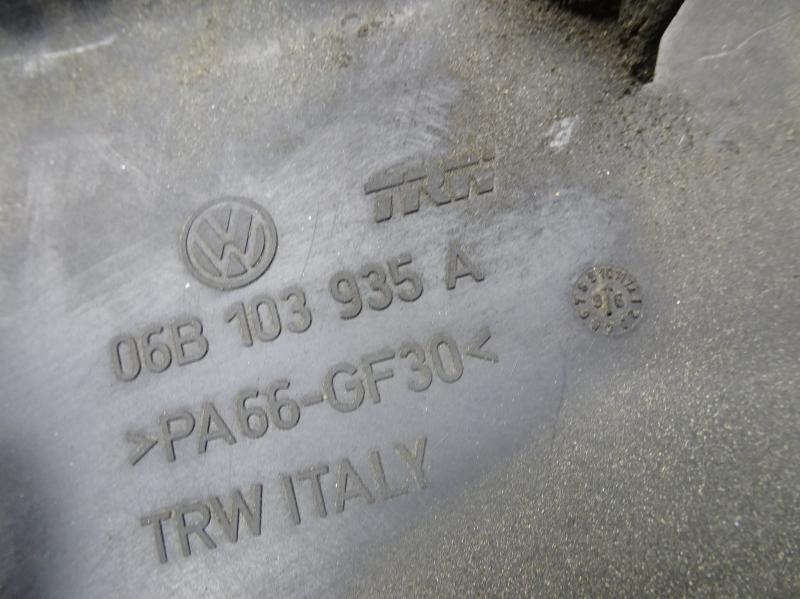 TRW
06B 103 935 A
>PA66-GF30<
TRW ITALY